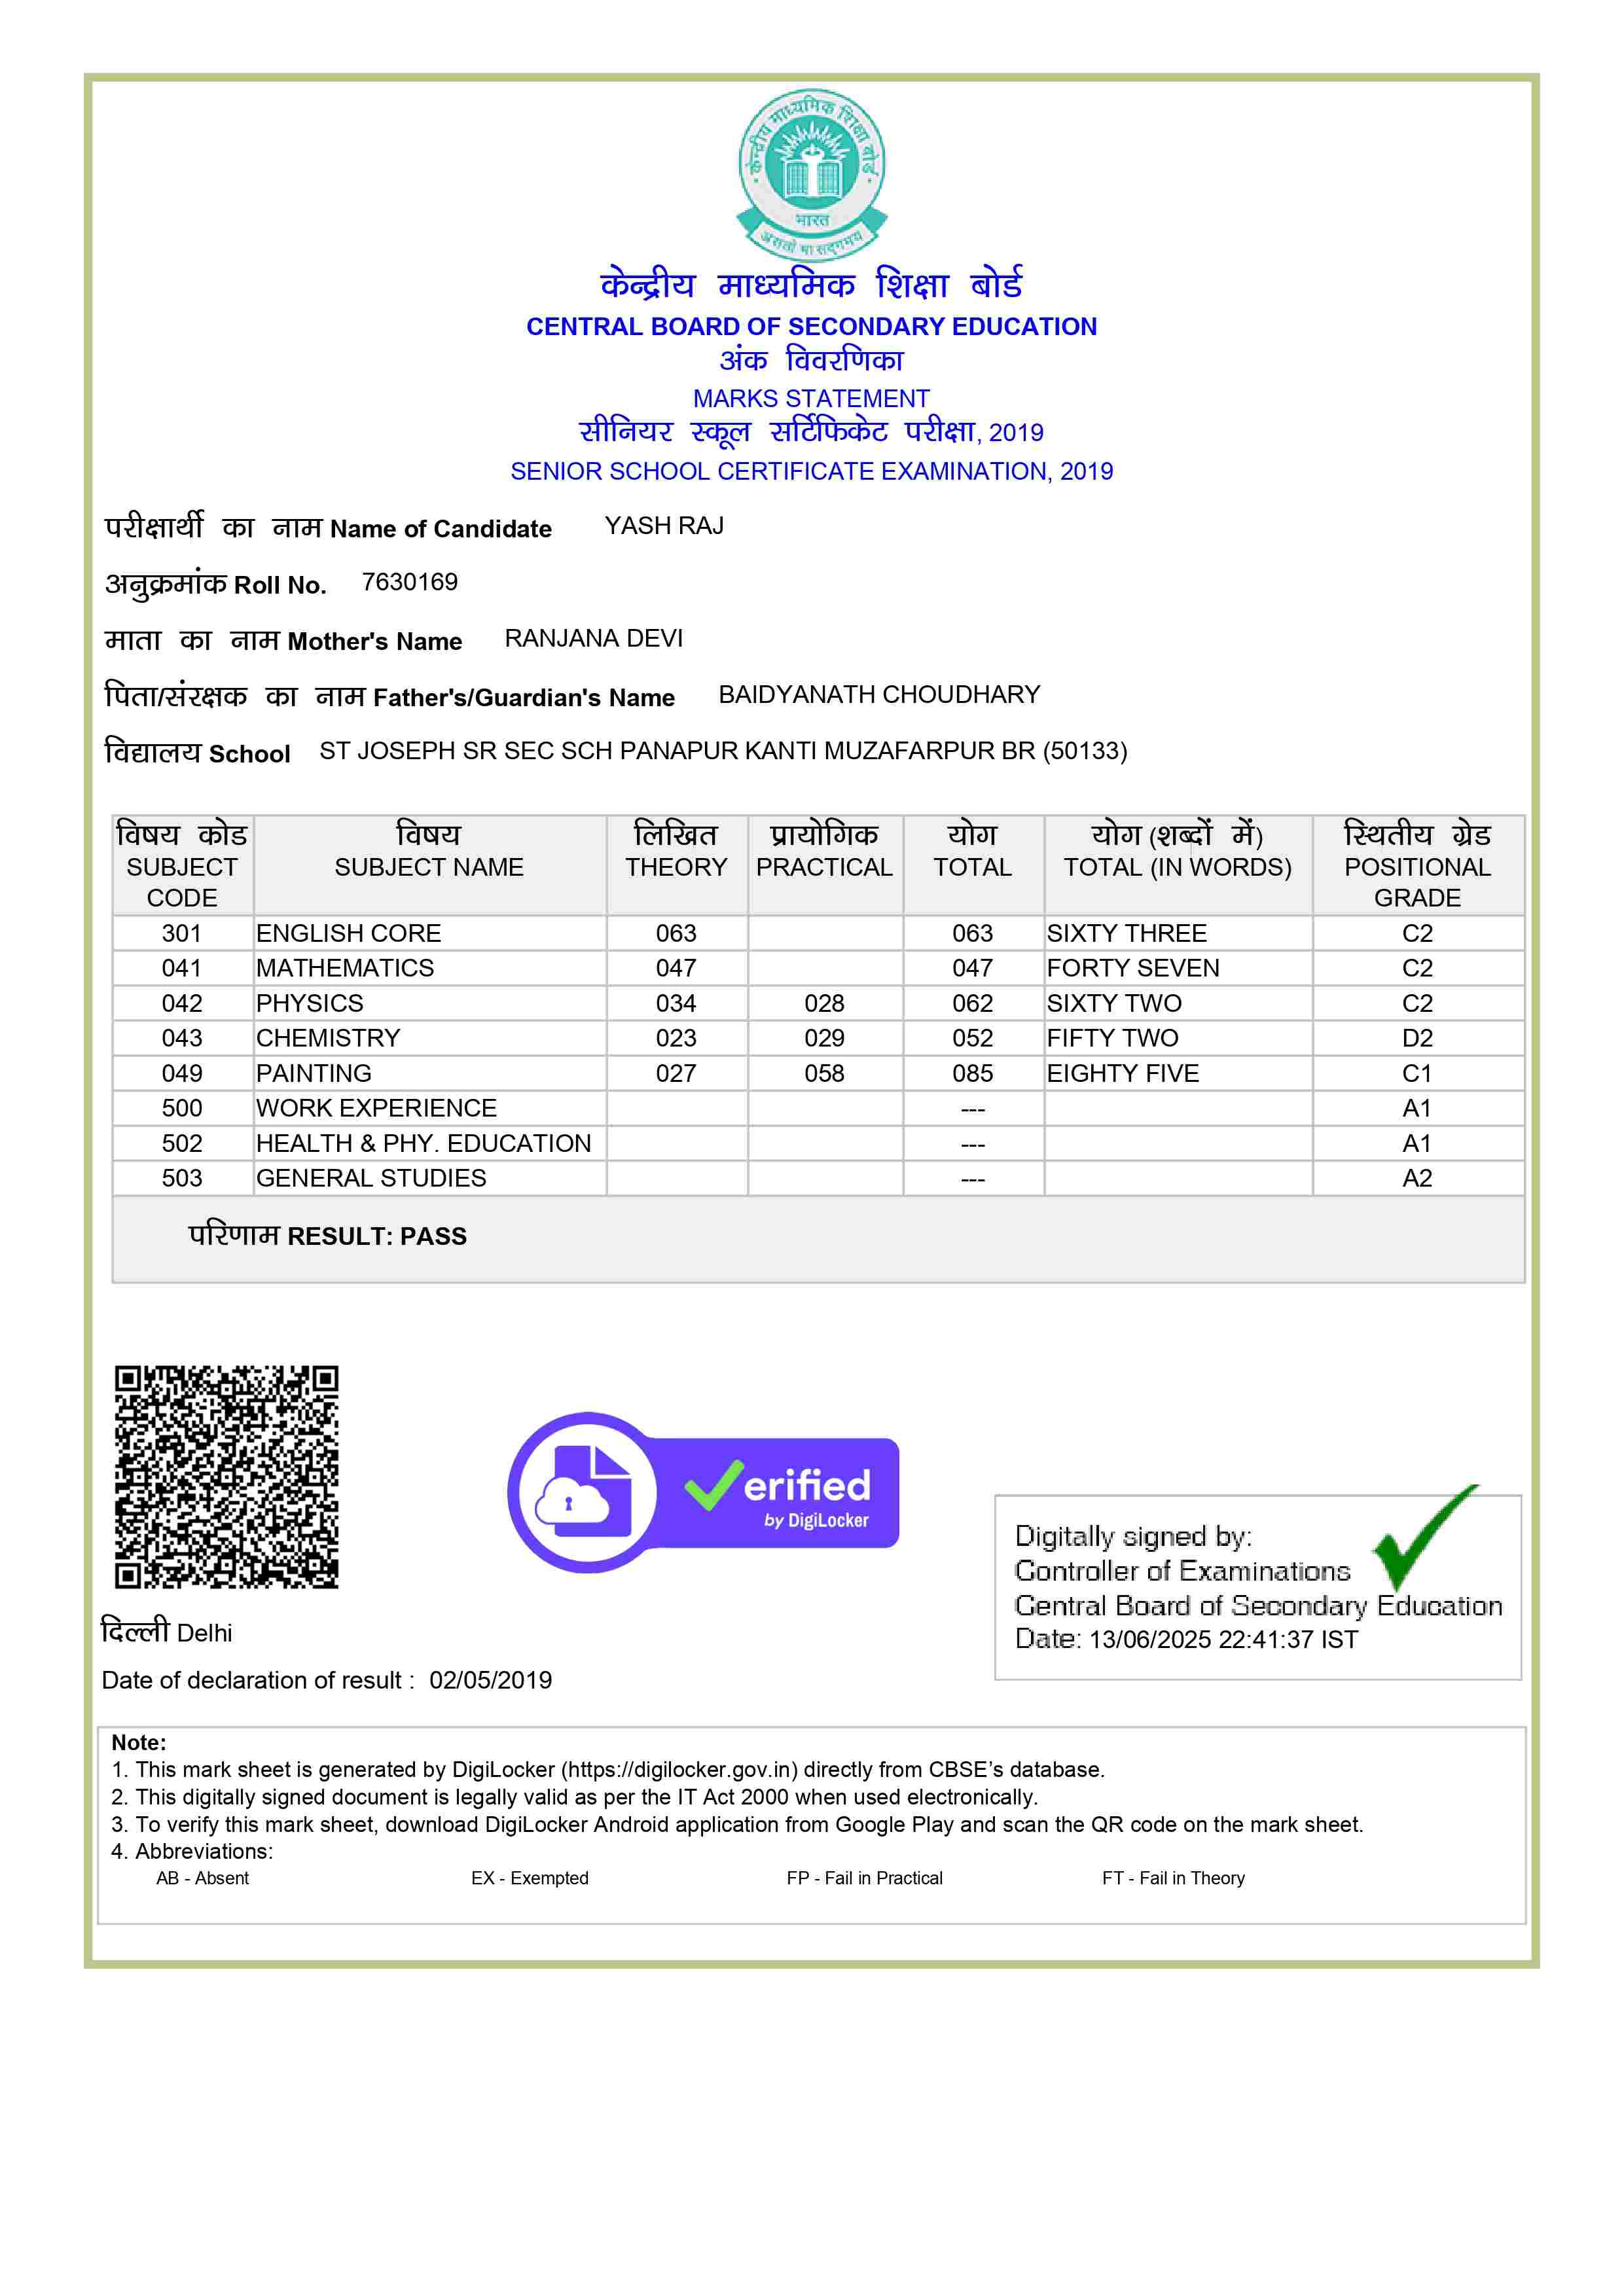 केन्द्रीय माध्यमिक शिक्षा बोर्ड
भारत
असतो मा सद्गमय
केन्द्रीय माध्यमिक शिक्षा बोर्ड
CENTRAL BOARD OF SECONDARY EDUCATION
अंक विवरणिका
MARKS STATEMENT
सीनियर स्कूल सर्टिफिकेट परीक्षा, 2019
SENIOR SCHOOL CERTIFICATE EXAMINATION, 2019
परीक्षार्थी का नाम Name of Candidate YASH RAJ
अनुक्रमांक Roll No. 7630169
माता का नाम Mother's Name RANJANA DEVI
पिता/संरक्षक का नाम Father's/Guardian's Name BAIDYANATH CHOUDHARY
विद्यालय School ST JOSEPH SR SEC SCH PANAPUR KANTI MUZAFARPUR BR (50133)
विषय कोड विषय लिखित प्रायोगिक योग योग (शब्दों में) स्थितीय ग्रेड
SUBJECT SUBJECT NAME THEORY PRACTICAL TOTAL TOTAL (IN WORDS) POSITIONAL
CODE GRADE
301 ENGLISH CORE 063 063 SIXTY THREE C2
041 MATHEMATICS 047 047 FORTY SEVEN C2
042 PHYSICS 034 028 062 SIXTY TWO C2
043 CHEMISTRY 023 029 052 FIFTY TWO D2
049 PAINTING 027 058 085 EIGHTY FIVE C1
500 WORK EXPERIENCE --- A1
502 HEALTH & PHY. EDUCATION --- A1
503 GENERAL STUDIES --- A2
परिणाम RESULT: PASS
Verified
by DigiLocker
Digitally signed by:
Controller of Examinations
Central Board of Secondary Education
Date: 13/06/2025 22:41:37 IST
दिल्ली Delhi
Date of declaration of result : 02/05/2019
Note:
1. This mark sheet is generated by DigiLocker (https://digilocker.gov.in) directly from CBSE’s database.
2. This digitally signed document is legally valid as per the IT Act 2000 when used electronically.
3. To verify this mark sheet, download DigiLocker Android application from Google Play and scan the QR code on the mark sheet.
4. Abbreviations:
AB - Absent EX - Exempted FP - Fail in Practical FT - Fail in Theory